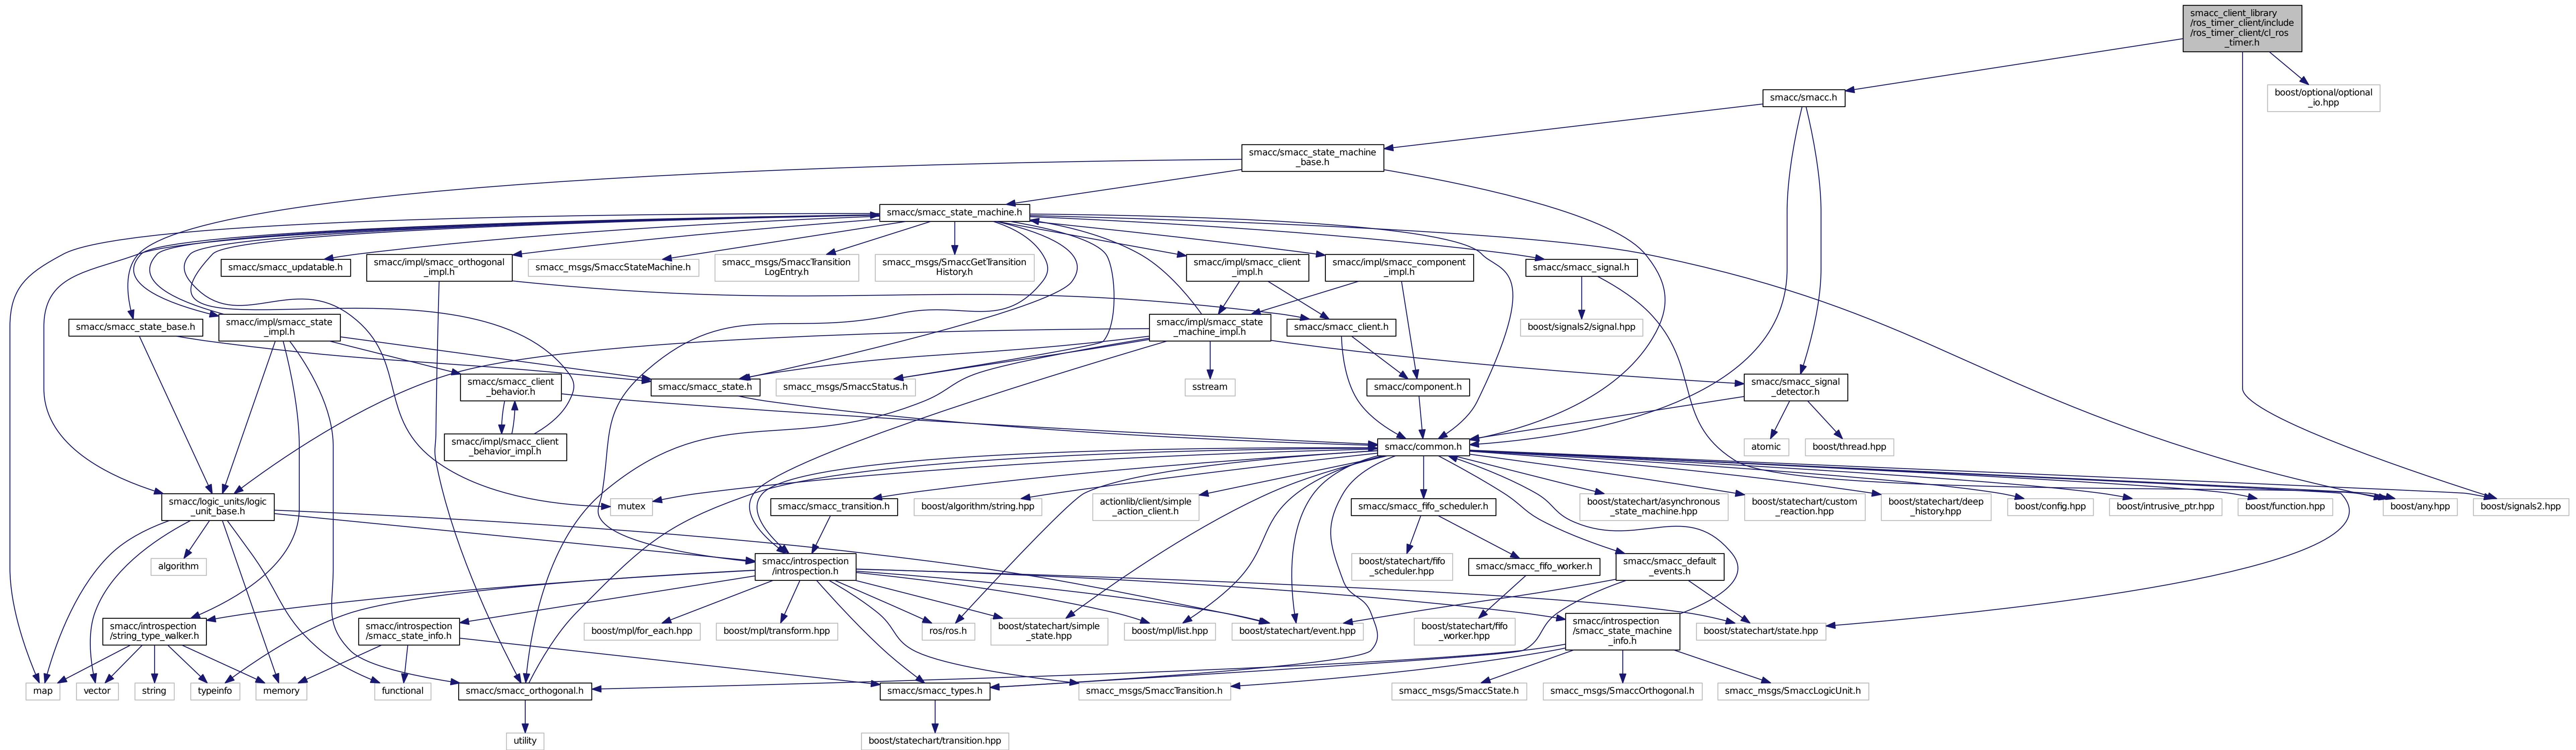 smacc_client_library
/ros_timer_client/include
/ros_timer_client/cl_ros
_timer.h
smacc/smacc.h
boost/optional/optional
_io.hpp
smacc/smacc_state_machine
_base.h
smacc/smacc_state_machine.h
smacc/smacc_updatable.h
smacc/impl/smacc_orthogonal
_impl.h
smacc_msgs/SmaccStateMachine.h
smacc_msgs/SmaccTransition
LogEntry.h
smacc_msgs/SmaccGetTransition
History.h
smacc/impl/smacc_client
_impl.h
smacc/impl/smacc_component
_impl.h
smacc/smacc_signal.h
smacc/smacc_state_base.h
smacc/impl/smacc_state
_impl.h
smacc/impl/smacc_state
_machine_impl.h
smacc/smacc_client.h
boost/signals2/signal.hpp
smacc/smacc_client
_behavior.h
smacc/smacc_state.h
smacc_msgs/SmaccStatus.h
sstream
smacc/component.h
smacc/smacc_signal
_detector.h
smacc/impl/smacc_client
_behavior_impl.h
smacc/common.h
atomic
boost/thread.hpp
smacc/logic_units/logic
_unit_base.h
mutex
smacc/smacc_transition.h
boost/algorithm/string.hpp
actionlib/client/simple
_action_client.h
smacc/smacc_fifo_scheduler.h
boost/statechart/asynchronous
_state_machine.hpp
boost/statechart/custom
_reaction.hpp
boost/statechart/deep
_history.hpp
boost/config.hpp
boost/intrusive_ptr.hpp
boost/function.hpp
boost/any.hpp
boost/signals2.hpp
algorithm
smacc/introspection
/introspection.h
boost/statechart/fifo
_scheduler.hpp
smacc/smacc_fifo_worker.h
smacc/smacc_default
_events.h
smacc/introspection
/string_type_walker.h
smacc/introspection
/smacc_state_info.h
boost/mpl/for_each.hpp
boost/mpl/transform.hpp
ros/ros.h
boost/statechart/simple
_state.hpp
boost/mpl/list.hpp
boost/statechart/event.hpp
boost/statechart/fifo
_worker.hpp
smacc/introspection
/smacc_state_machine
_info.h
boost/statechart/state.hpp
map
vector
string
typeinfo
memory
functional
smacc/smacc_orthogonal.h
smacc/smacc_types.h
smacc_msgs/SmaccTransition.h
smacc_msgs/SmaccState.h
smacc_msgs/SmaccOrthogonal.h
smacc_msgs/SmaccLogicUnit.h
utility
boost/statechart/transition.hpp